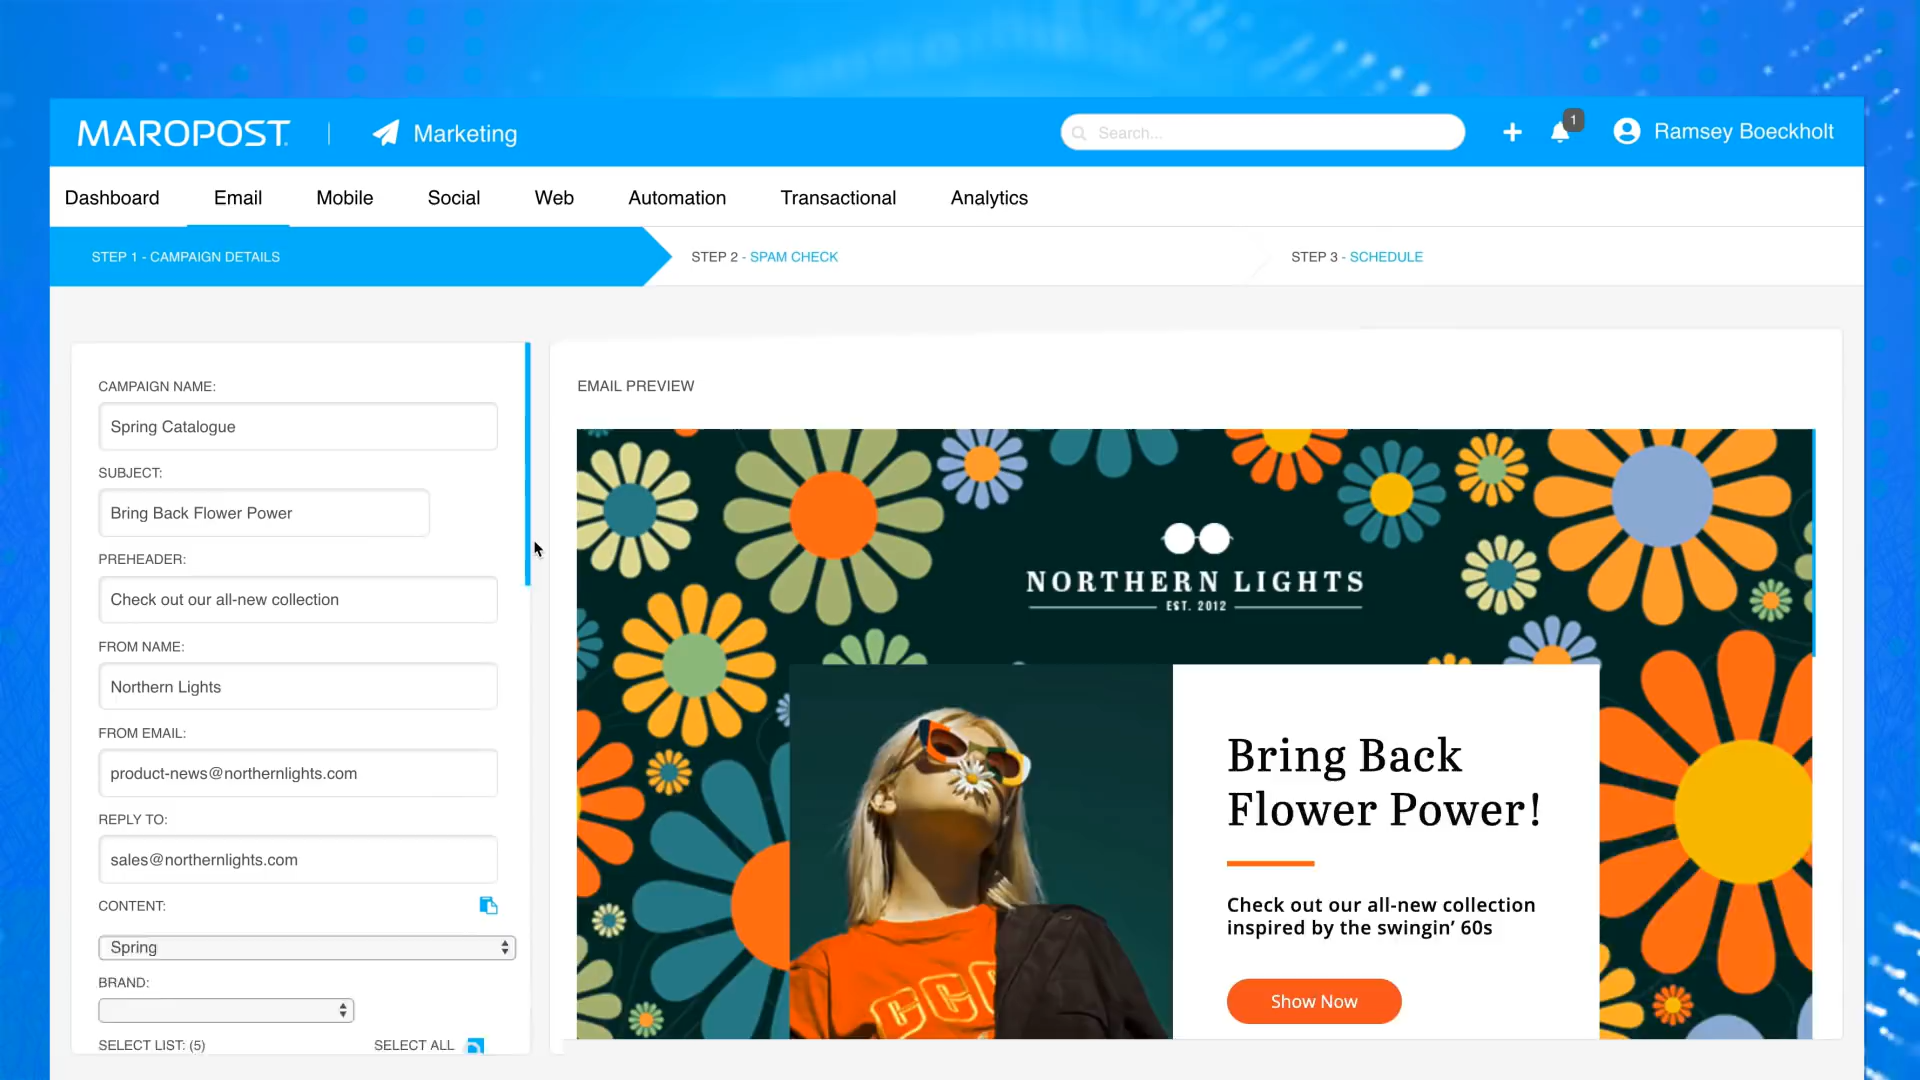 MAROPOST
Marketing
Search...
1
Ramsey Boeckholt
Dashboard
Email
Mobile
Social
Web
Automation
Transactional
Analytics
STEP 1 - CAMPAIGN DETAILS
STEP 2 - SPAM CHECK
STEP 3 - SCHEDULE
CAMPAIGN NAME:
Spring Catalogue
SUBJECT:
Bring Back Flower Power
PREHEADER:
Check out our all-new collection
FROM NAME:
Northern Lights
FROM EMAIL:
product-news@northernlights.com
REPLY TO:
sales@northernlights.com
CONTENT:
Spring
BRAND:
SELECT LIST: (5)
SELECT ALL
EMAIL PREVIEW
NORTHERN LIGHTS
EST. 2012
Bring Back
Flower Power!
Check out our all-new collection
inspired by the swingin’ 60s
Show Now